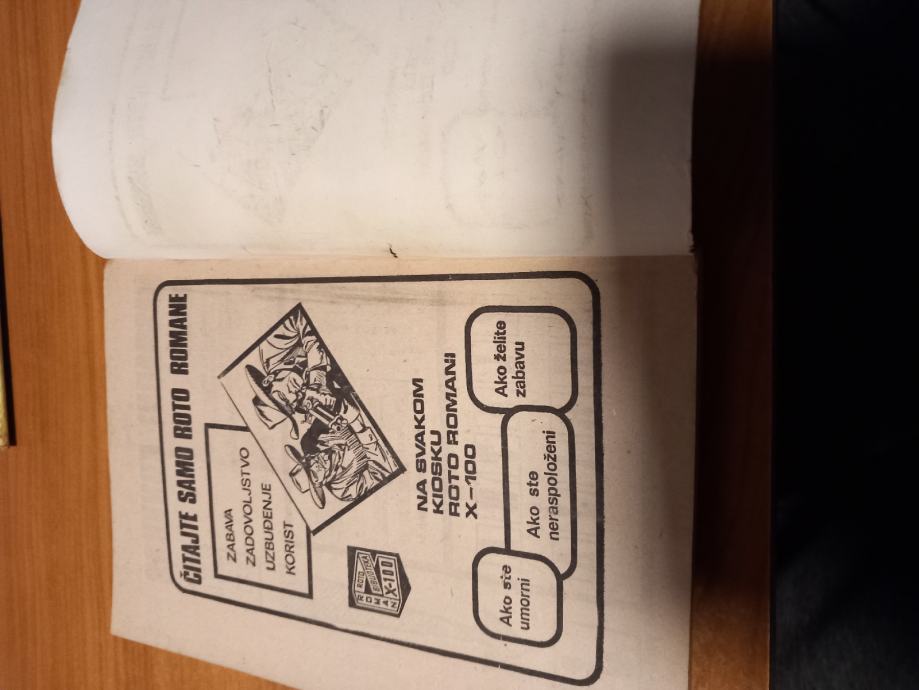 ČITAJTE SAMO ROTO ROMANE
ZABAVA
ZADOVOLJSTVO
UZBUĐENJE
KORIST
ROTO
BIBLIOTEKA
X-100
ROMAN
NA SVAKOM
KIOSKU
ROTO ROMANI
X-100
Ako ste
umorni
Ako ste
neraspoloženi
Ako želite
zabavu